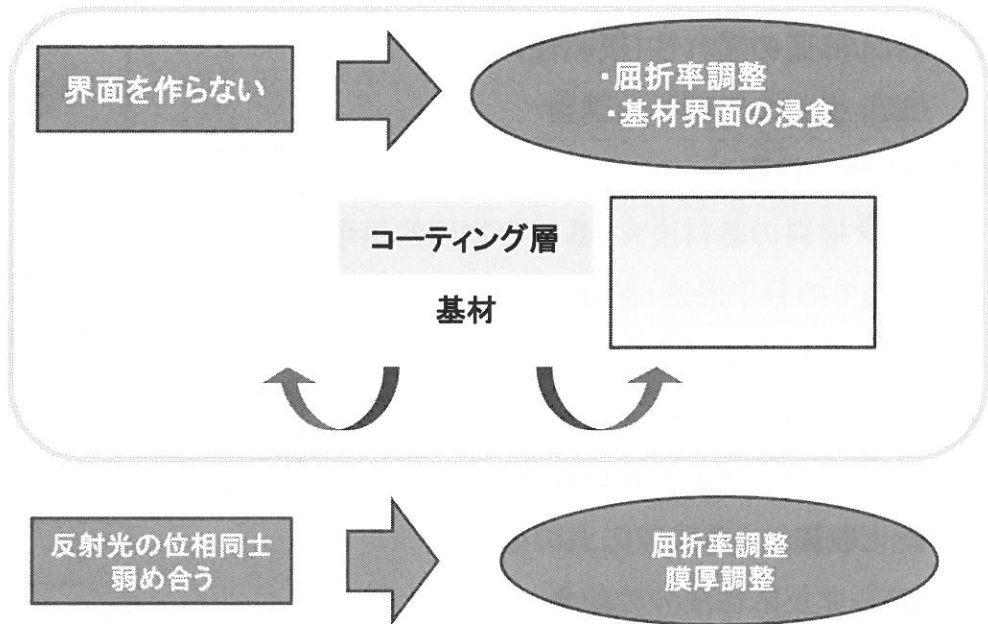 界面を作らない
・屈折率調整
・基材界面の浸食
コーティング層
基材
反射光の位相同士
弱め合う
屈折率調整
膜厚調整